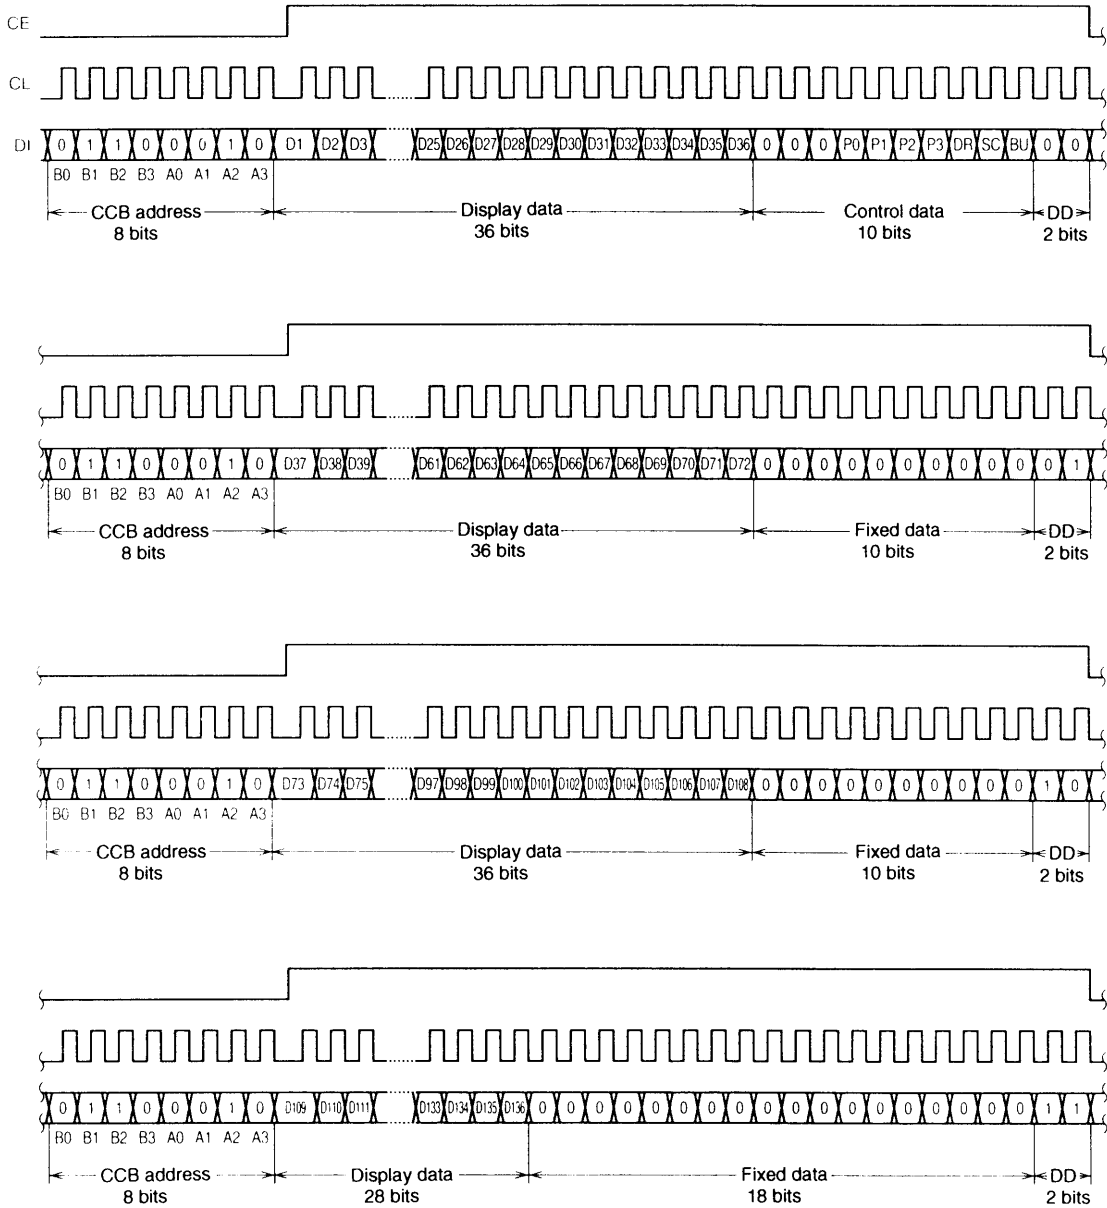 CE
CL
DI 0 1 1 0 0 0 1 0 D1 D2 D3 D25 D26 D27 D28 D29 D30 D31 D32 D33 D34 D35 D36 0 0 0 P0 P1 P2 P3 DR SC BU 0 0
B0 B1 B2 B3 A0 A1 A2 A3
CCB address Display data Control data DD
8 bits 36 bits 10 bits 2 bits
0 1 1 0 0 0 1 0 D37 D38 D39 D61 D62 D63 D64 D65 D66 D67 D68 D69 D70 D71 D72 0 0 0 0 0 0 0 0 0 0 0 1
B0 B1 B2 B3 A0 A1 A2 A3
CCB address Display data Fixed data DD
8 bits 36 bits 10 bits 2 bits
0 1 1 0 0 0 1 0 D73 D74 D75 D97 D98 D99 D100 D101 D102 D103 D104 D105 D106 D107 D108 0 0 0 0 0 0 0 0 0 0 1 0
B0 B1 B2 B3 A0 A1 A2 A3
CCB address Display data Fixed data DD
8 bits 36 bits 10 bits 2 bits
0 1 1 0 0 0 1 0 D109 D110 D111 D133 D134 D135 D136 0 0 0 0 0 0 0 0 0 0 0 0 0 0 0 0 0 0 1 1
B0 B1 B2 B3 A0 A1 A2 A3
CCB address Display data Fixed data DD
8 bits 28 bits 18 bits 2 bits